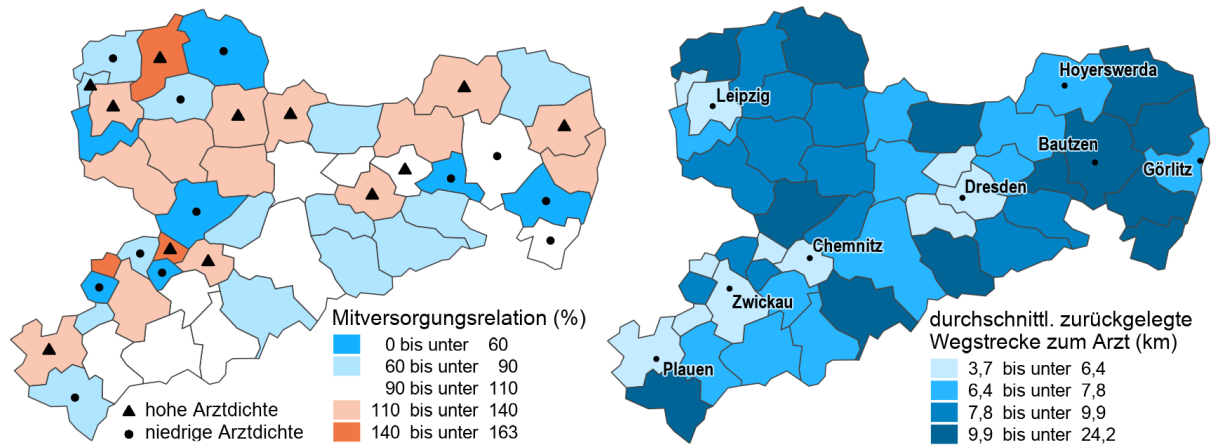 Mitversorgungsrelation (%)
0 bis unter 60
60 bis unter 90
90 bis unter 110
110 bis unter 140
140 bis unter 163
hohe Arztdichte
niedrige Arztdichte
Leipzig
Hoyerswerda
Bautzen
Görlitz
Dresden
Chemnitz
Zwickau
Plauen
durchschnittl. zurückgelegte
Wegstrecke zum Arzt (km)
3,7 bis unter 6,4
6,4 bis unter 7,8
7,8 bis unter 9,9
9,9 bis unter 24,2